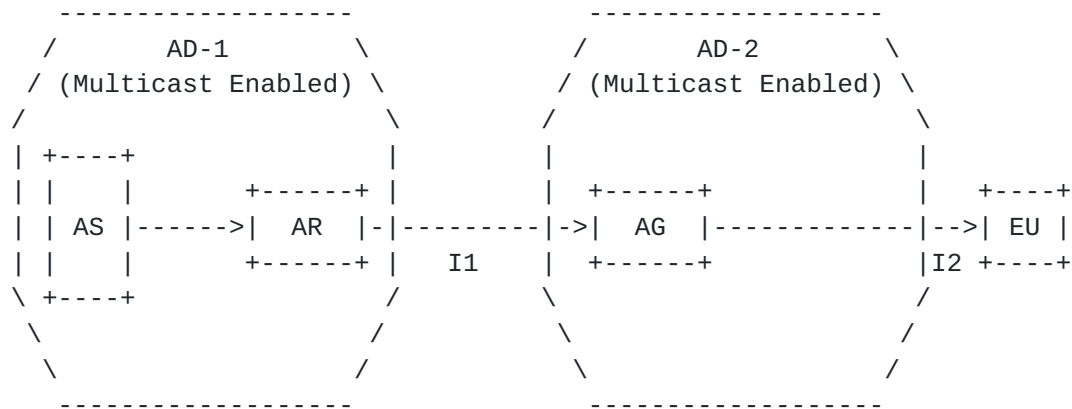 AD-1 AD-2
(Multicast Enabled) (Multicast Enabled)
AS AR AG EU
I1 I2